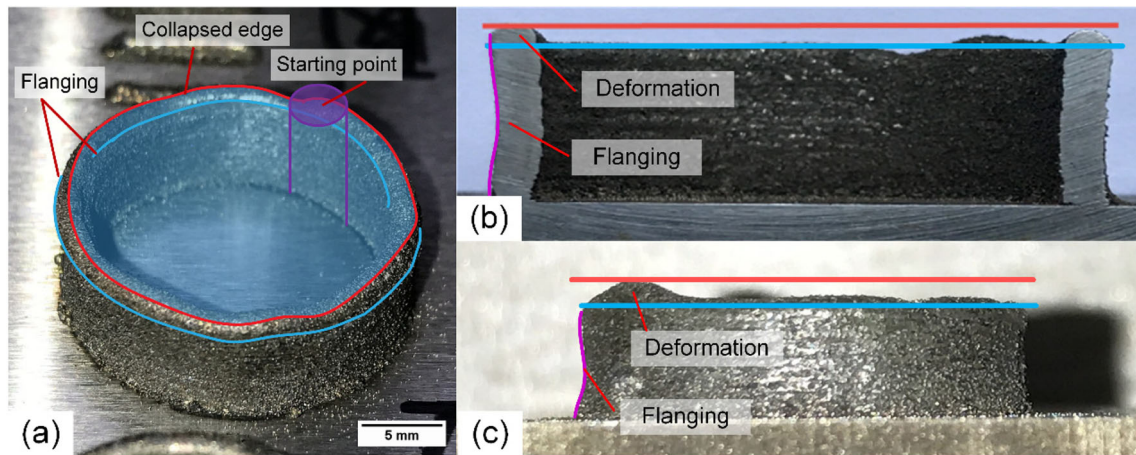 Collapsed edge
Flanging
Starting point
(a)
5 mm
Deformation
Flanging
(b)
Deformation
Flanging
(c)